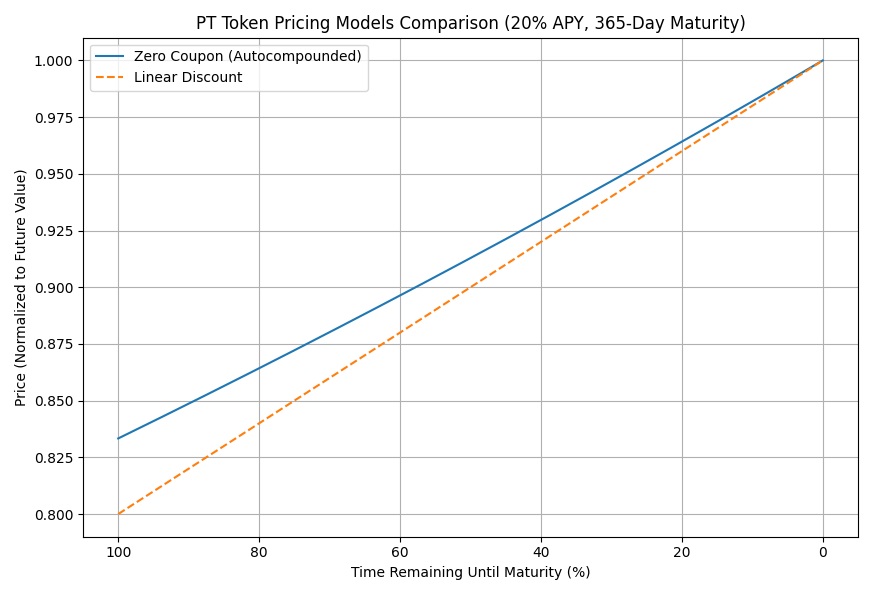 PT Token Pricing Models Comparison (20% APY, 365-Day Maturity)
Zero Coupon (Autocompounded)
Linear Discount
Price (Normalized to Future Value)
1.000
0.975
0.950
0.925
0.900
0.875
0.850
0.825
0.800
100 80 60 40 20 0
Time Remaining Until Maturity (%)